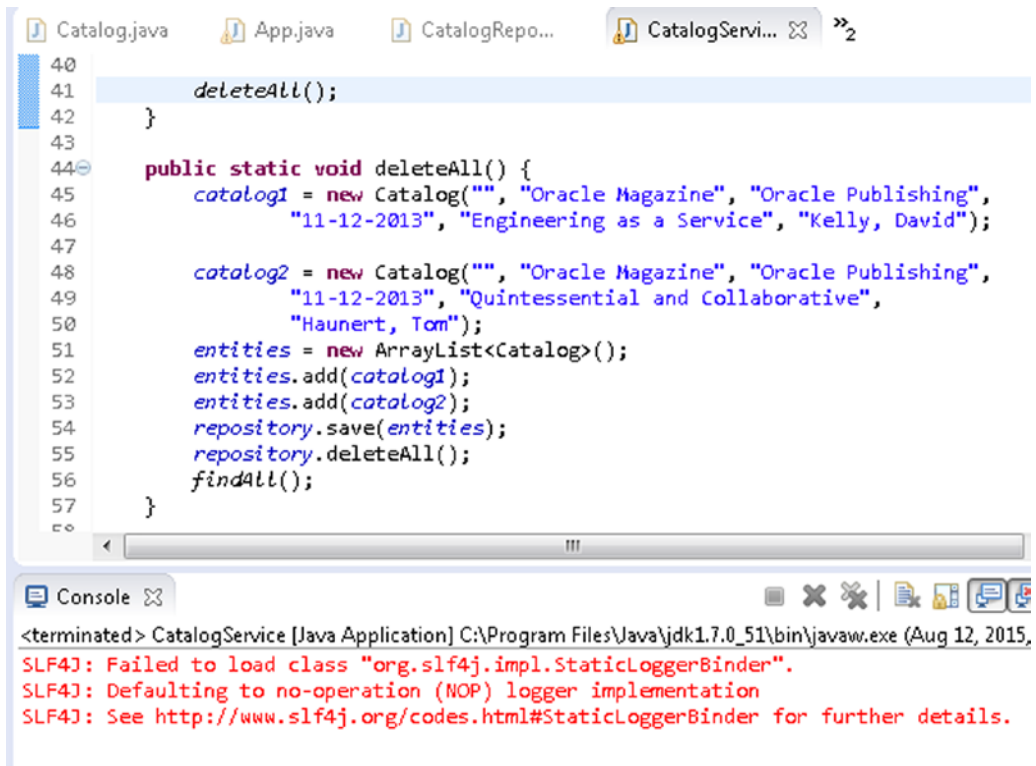 Catalog.java App.java CatalogRepo... CatalogServi... »2
40
41 deleteAll();
42 }
43
44 public static void deleteAll() {
45 catalog1 = new Catalog("", "Oracle Magazine", "Oracle Publishing",
46 "11-12-2013", "Engineering as a Service", "Kelly, David");
47
48 catalog2 = new Catalog("", "Oracle Magazine", "Oracle Publishing",
49 "11-12-2013", "Quintessential and Collaborative",
50 "Haunert, Tom");
51 entities = new ArrayList<Catalog>();
52 entities.add(catalog1);
53 entities.add(catalog2);
54 repository.save(entities);
55 repository.deleteAll();
56 findAll();
57 }
58
Console
<terminated> CatalogService [Java Application] C:\Program Files\Java\jdk1.7.0_51\bin\javaw.exe (Aug 12, 2015,
SLF4J: Failed to load class "org.slf4j.impl.StaticLoggerBinder".
SLF4J: Defaulting to no-operation (NOP) logger implementation
SLF4J: See http://www.slf4j.org/codes.html#StaticLoggerBinder for further details.